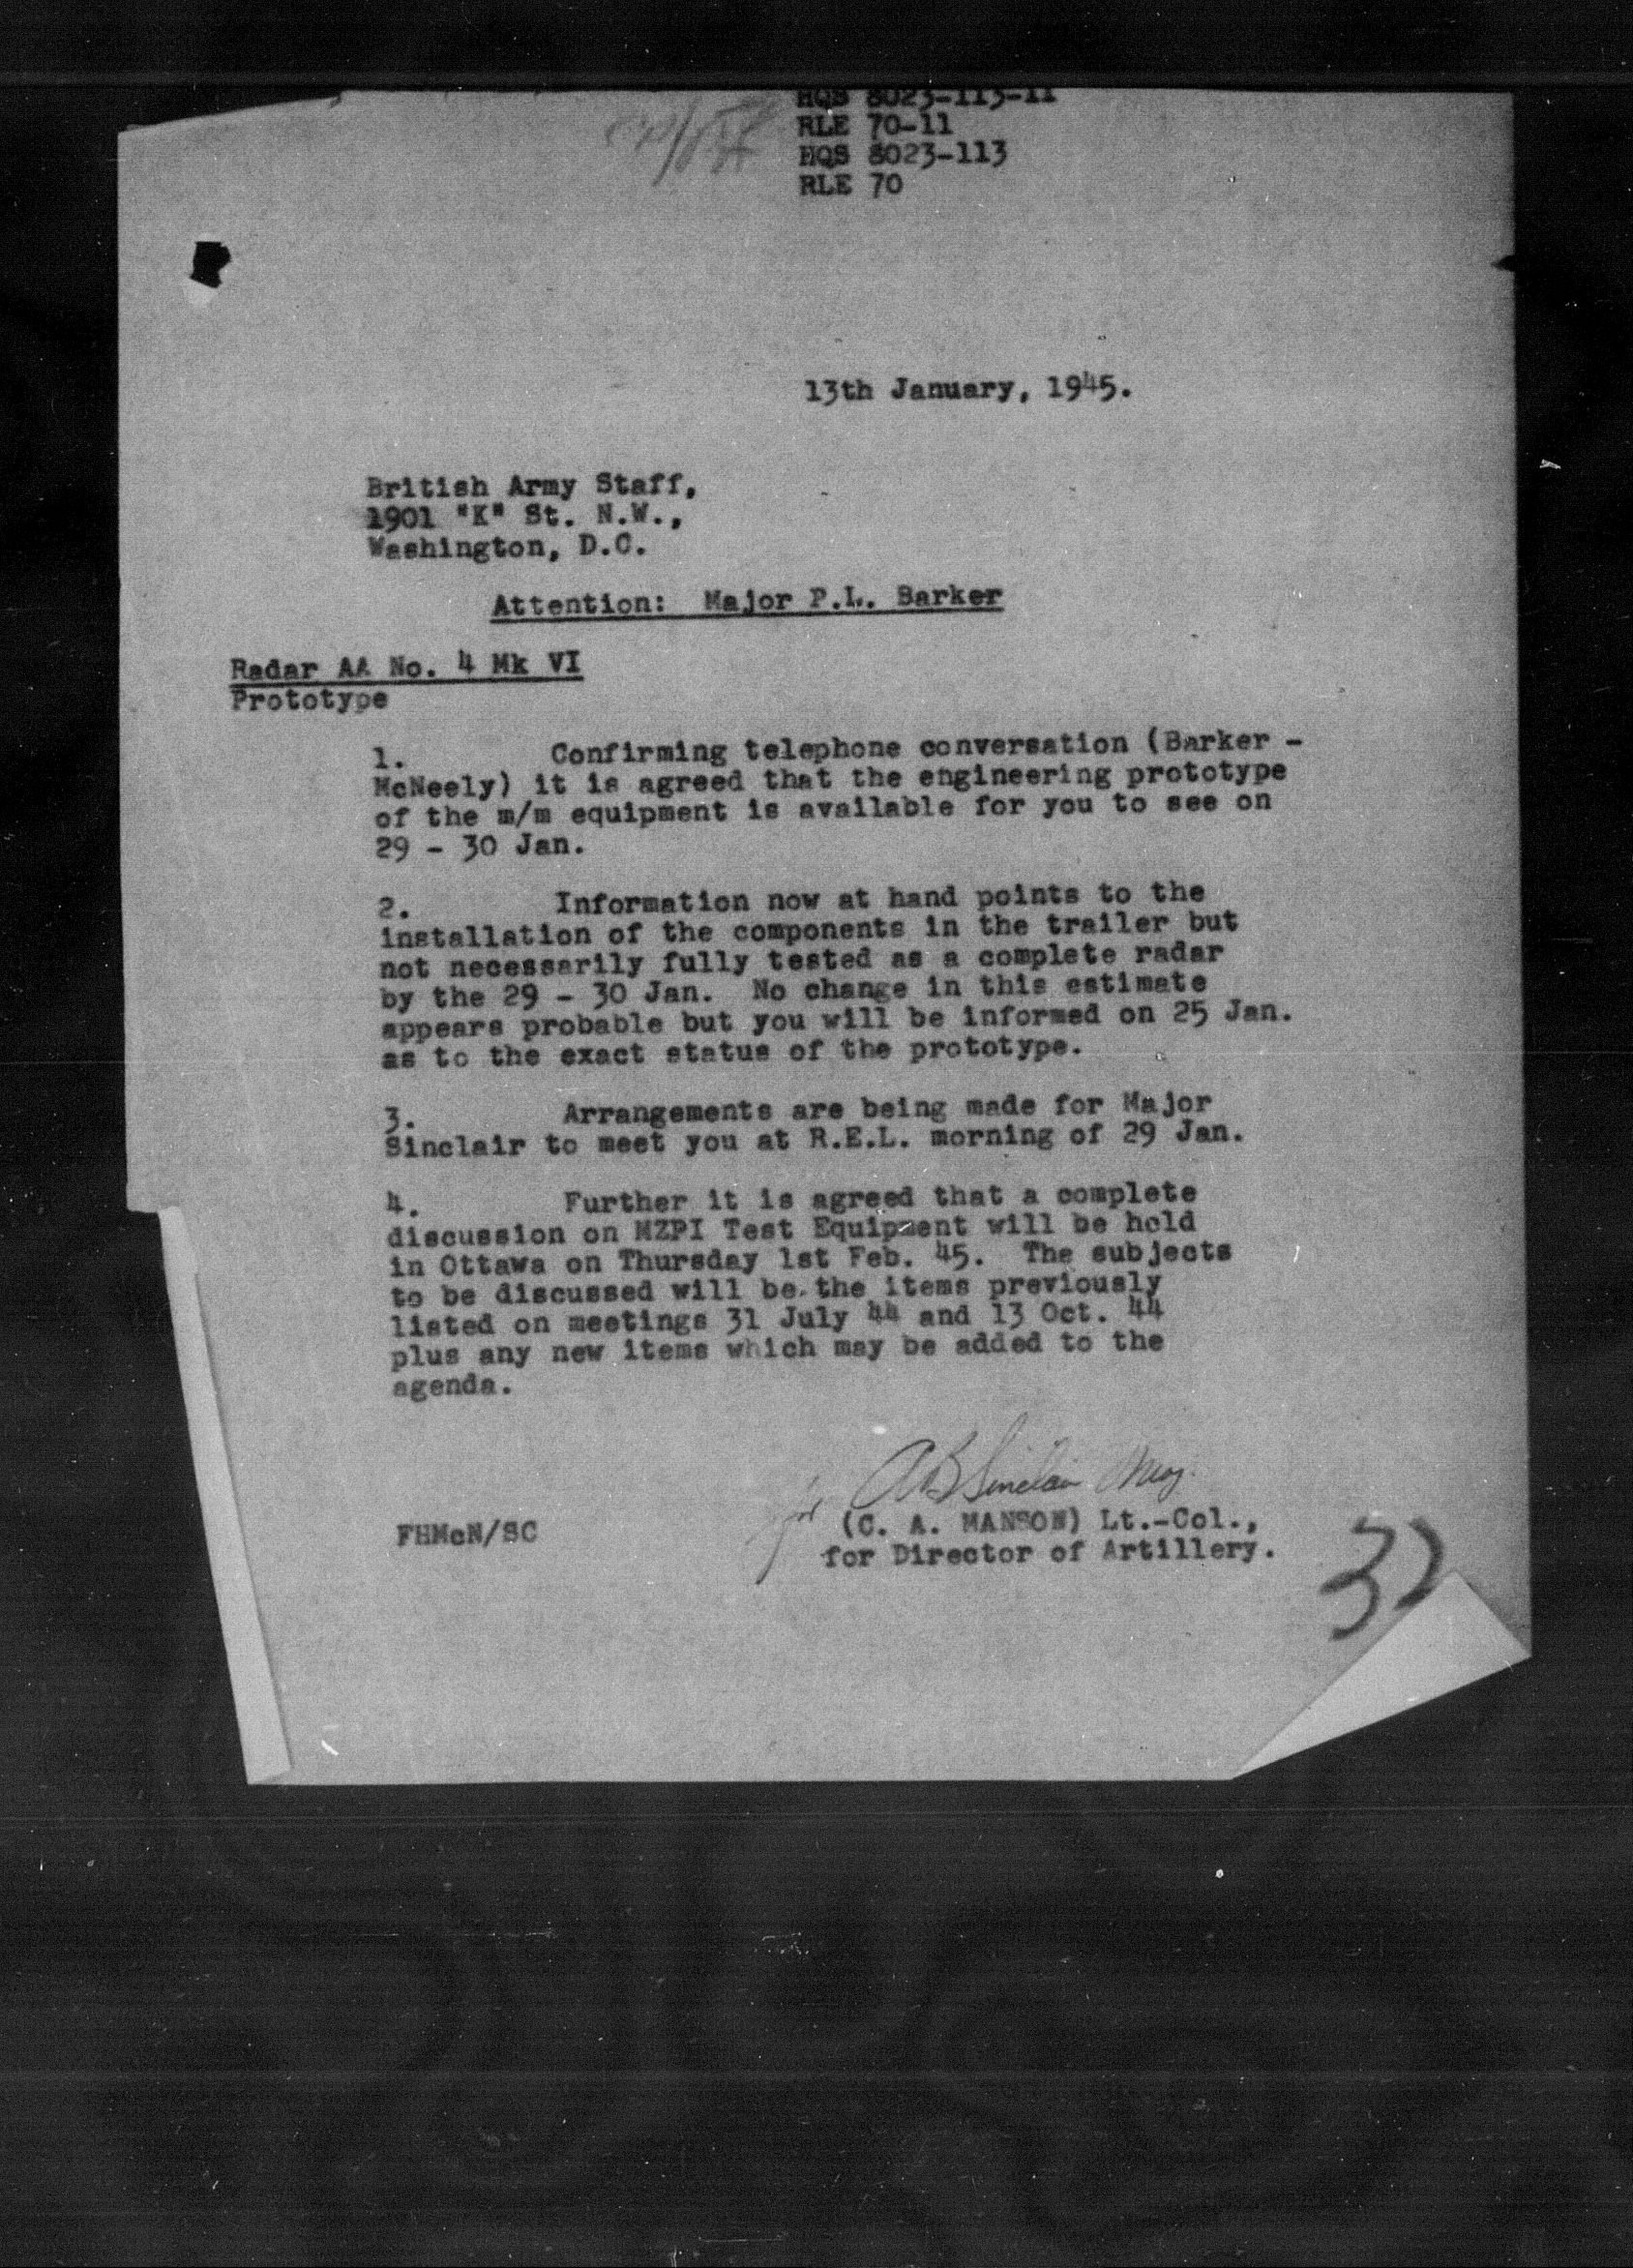 HQS 8023-113-11
RLE 70-11
HQS 8023-113
RLE 70
13th January, 1945.
British Army Staff,
1901 "K" St. N.W.,
Washington, D.C.
Attention: Major P.L. Barker
Radar AA No. 4 Mk VI
Prototype
1. Confirming telephone conversation (Barker -
McNeely) it is agreed that the engineering prototype
of the m/m equipment is available for you to see on
29 - 30 Jan.
2. Information now at hand points to the
installation of the components in the trailer but
not necessarily fully tested as a complete radar
by the 29 - 30 Jan. No change in this estimate
appears probable but you will be informed on 25 Jan.
as to the exact status of the prototype.
3. Arrangements are being made for Major
Sinclair to meet you at R.E.L. morning of 29 Jan.
4. Further it is agreed that a complete
discussion on MZPI Test Equipment will be held
in Ottawa on Thursday 1st Feb. 45. The subjects
to be discussed will be the items previously
listed on meetings 31 July 44 and 13 Oct. 44
plus any new items which may be added to the
agenda.
AB Sinclair Maj.
for (C. A. MANSON) Lt.-Col.,
FHMcN/SC
for Director of Artillery.
32